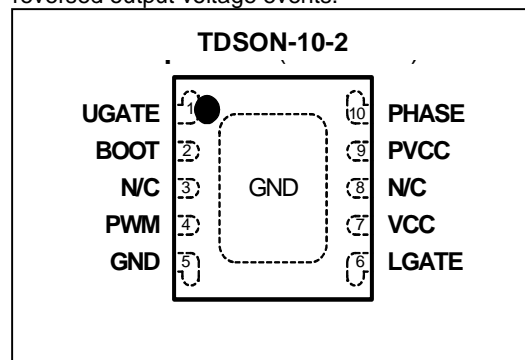 reversed output voltage events.
TDSON-10-2
UGATE 1 10 PHASE
BOOT 2 9 PVCC
N/C 3 GND 8 N/C
PWM 4 7 VCC
GND 5 6 LGATE